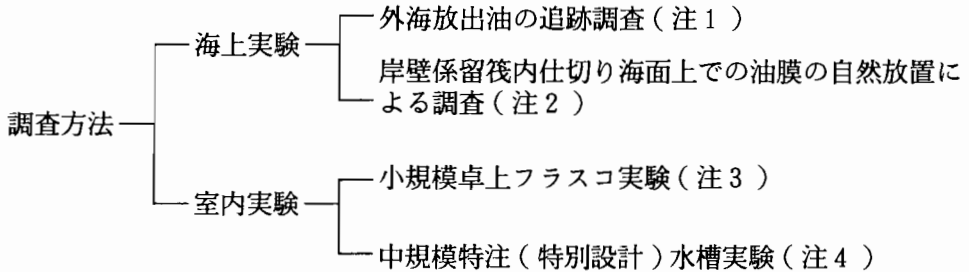 調査方法
海上実験
外海放出油の追跡調査(注1)
岸壁係留筏内仕切り海面上での油膜の自然放置に
よる調査(注2)
室内実験
小規模卓上フラスコ実験(注3)
中規模特注(特別設計)水槽実験(注4)